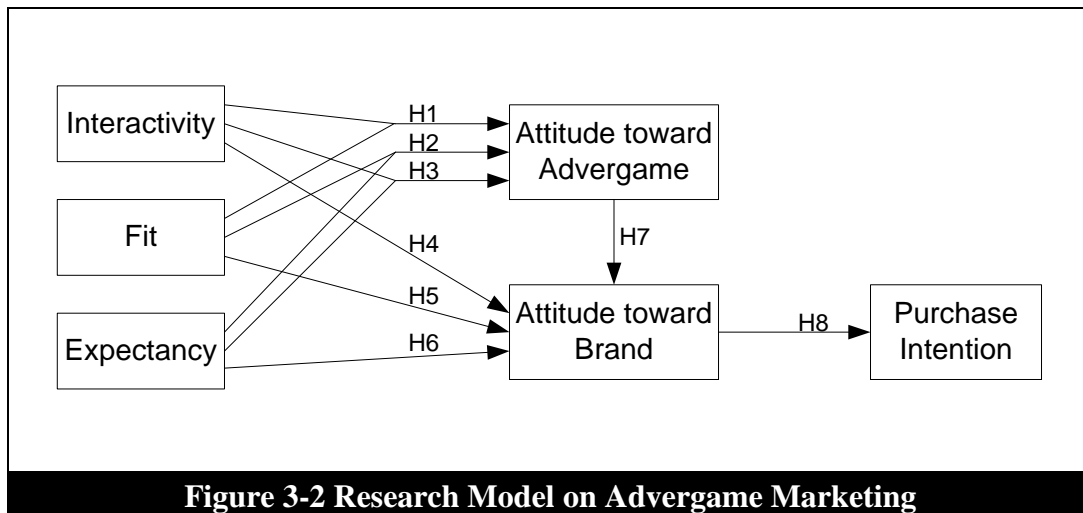 Interactivity
Fit
Expectancy
H1
H2
H3
H4
H5
H6
Attitude toward
Advergame
H7
Attitude toward
Brand
H8
Purchase
Intention
Figure 3-2 Research Model on Advergame Marketing